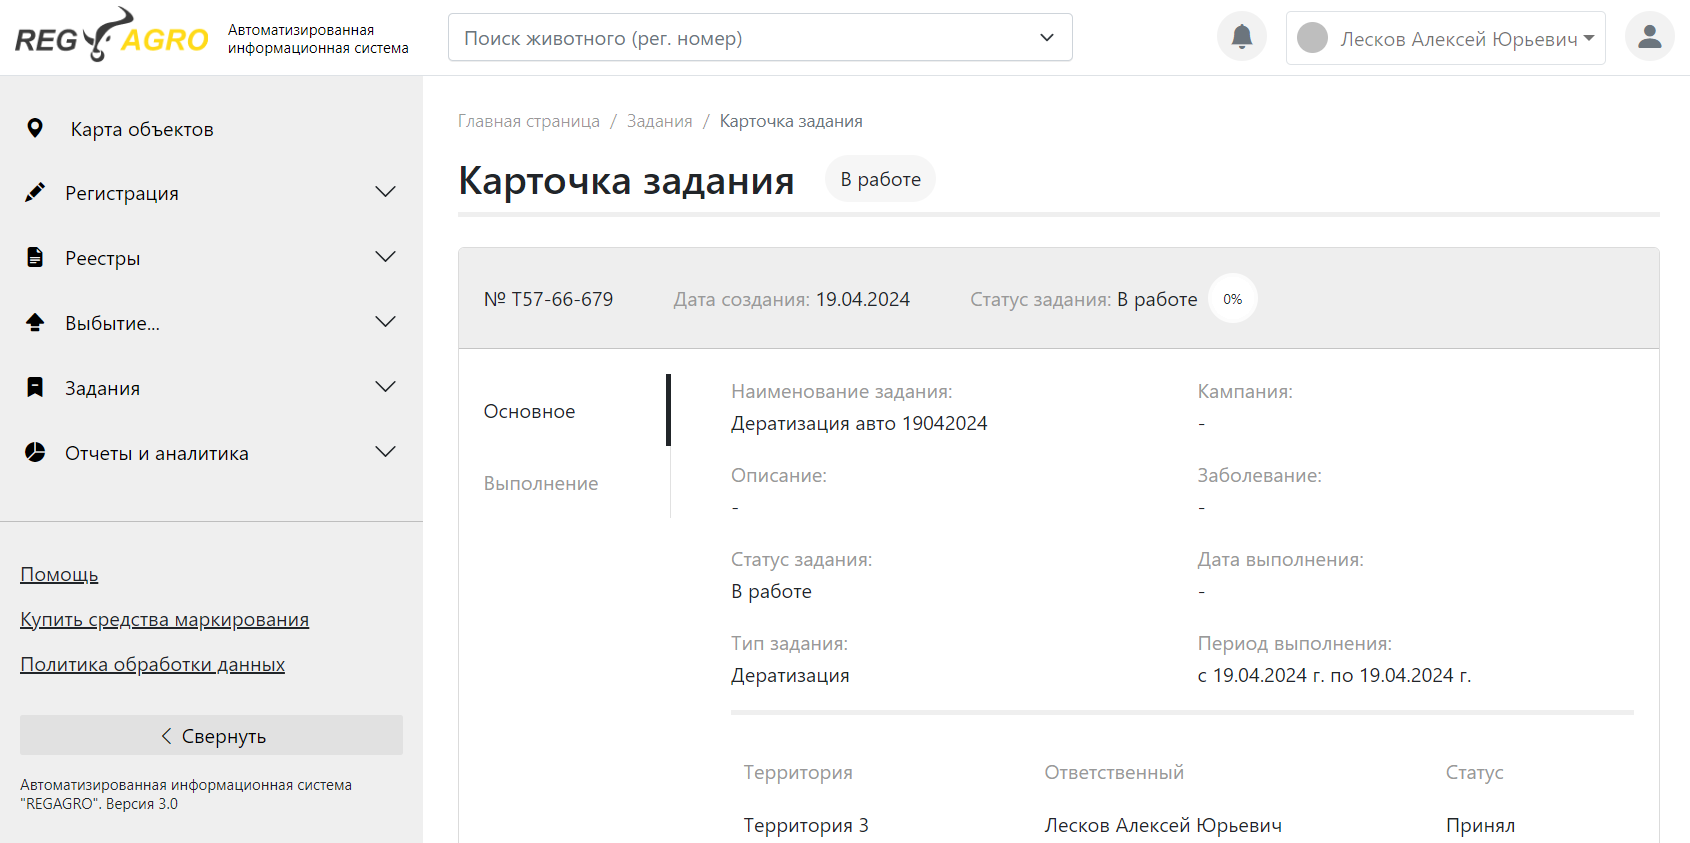 REG AGRO
Автоматизированная
информационная система
Поиск животного (рег. номер)
Лесков Алексей Юрьевич
Карта объектов
Регистрация
Реестры
Выбытие...
Задания
Отчеты и аналитика
Помощь
Купить средства маркирования
Политика обработки данных
Свернуть
Автоматизированная информационная система
"REGAGRO". Версия 3.0
Главная страница / Задания / Карточка задания
Карточка задания В работе
№ T57-66-679 Дата создания: 19.04.2024 Статус задания: В работе 0%
Основное
Выполнение
Наименование задания:
Дератизация авто 19042024
Кампания:
-
Описание:
-
Заболевание:
-
Статус задания:
В работе
Дата выполнения:
-
Тип задания:
Дератизация
Период выполнения:
с 19.04.2024 г. по 19.04.2024 г.
Территория Ответственный Статус
Территория 3 Лесков Алексей Юрьевич Принял